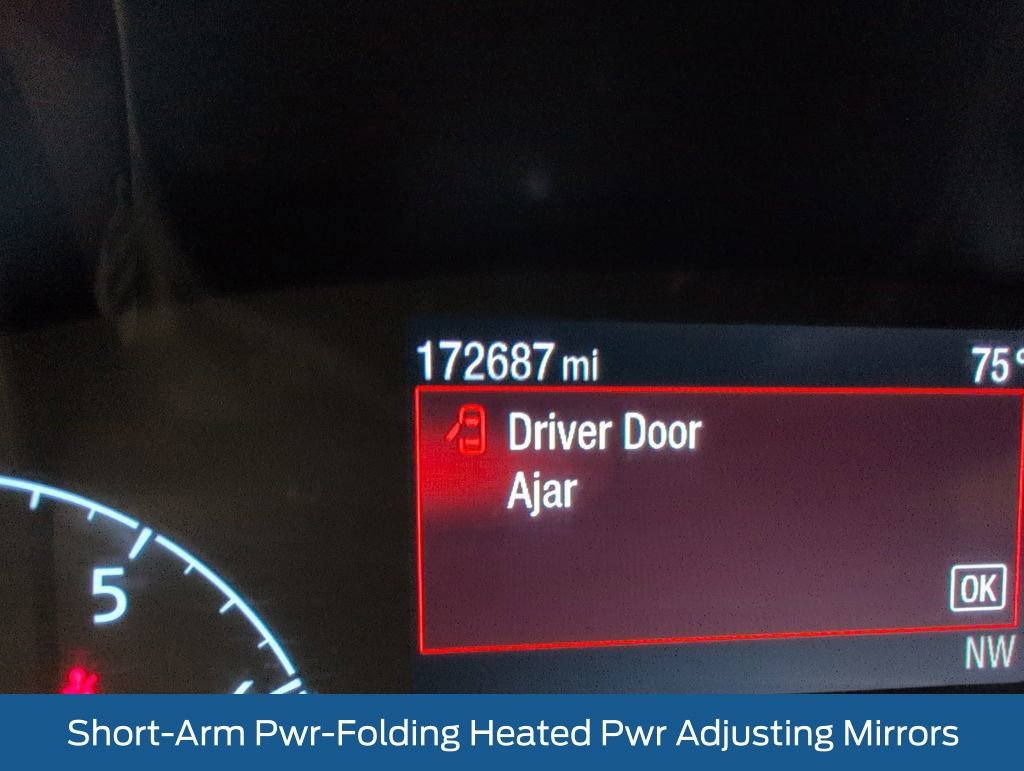 172687 mi 75°
Driver Door
Ajar
OK
NW
5
Short-Arm Pwr-Folding Heated Pwr Adjusting Mirrors